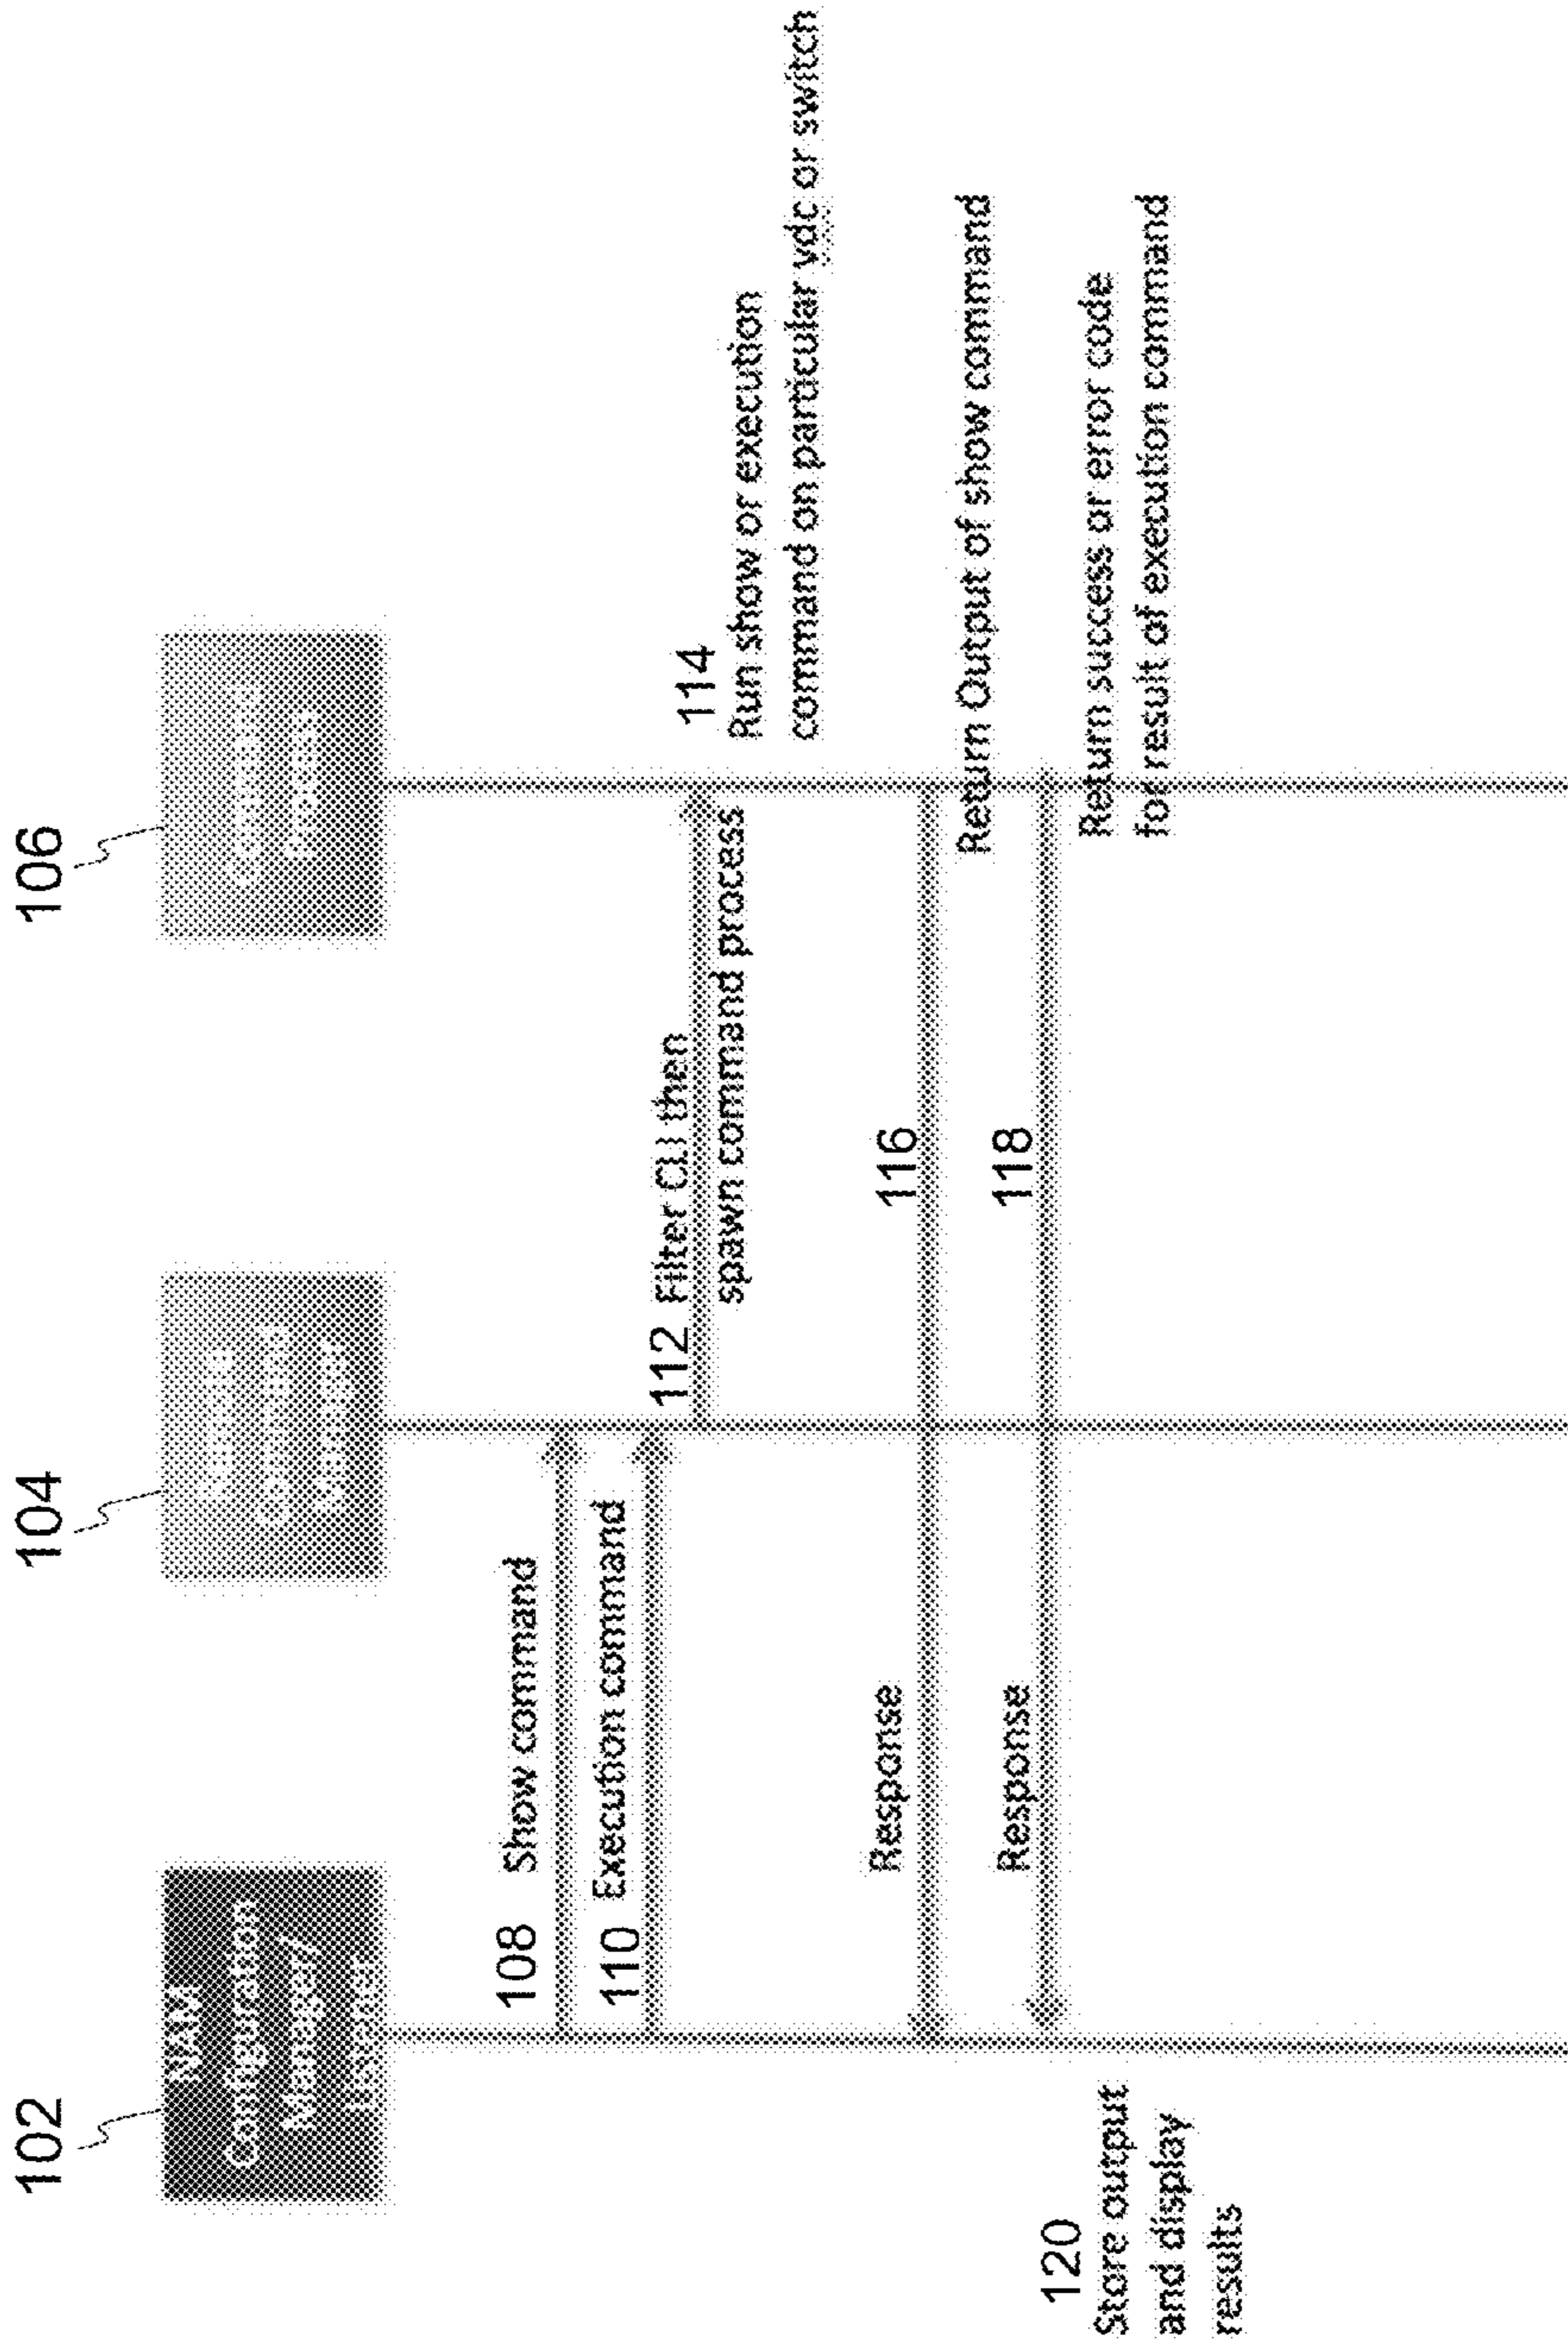 102
104
106
NAM
Computation
Manager/
Command
108
Show command
110
Execution command
112
Filter CLI then
spawn command process
114
Run show or execution
command on particular vdc or switch
Response
116
Return Output of show command
Response
118
Return success or error code
for result of execution command
120
Store output
and display
results